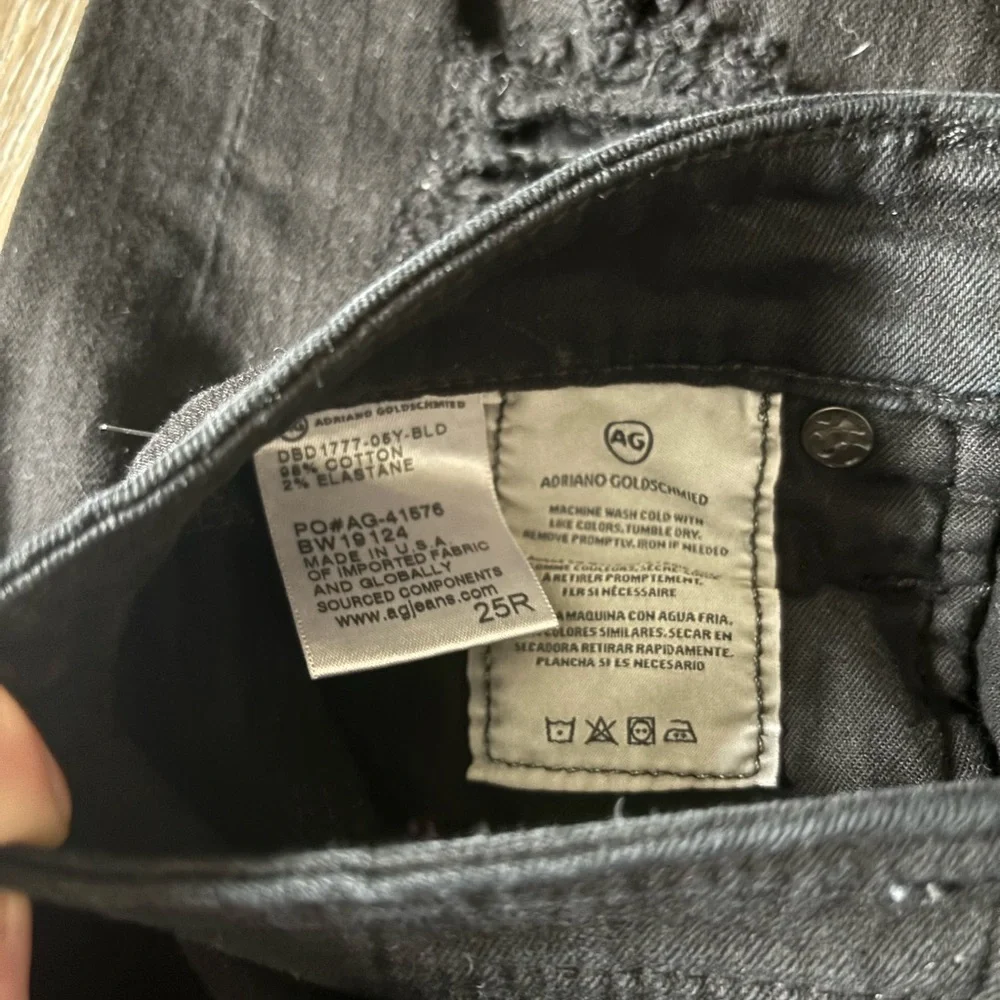 ADRIANO GOLDSCHMIED
DBD1777-05Y-BLD
98% COTTON
2% ELASTANE
PO#AG-41576
BW19124
MADE IN U.S.A.
OF IMPORTED FABRIC
AND GLOBALLY
SOURCED COMPONENTS
www.agjeans.com
25R
AG
ADRIANO GOLDSCHMIED
MACHINE WASH COLD WITH
LIKE COLORS. TUMBLE DRY.
REMOVE PROMPTLY. IRON IF NEEDED
A RETIRER PROMPTEMENT.
FER SI NÉCESSAIRE
MAQUINA CON AGUA FRIA.
COLORES SIMILARES. SECAR EN
SECADORA RETIRAR RAPIDAMENTE.
PLANCHA SI ES NECESARIO